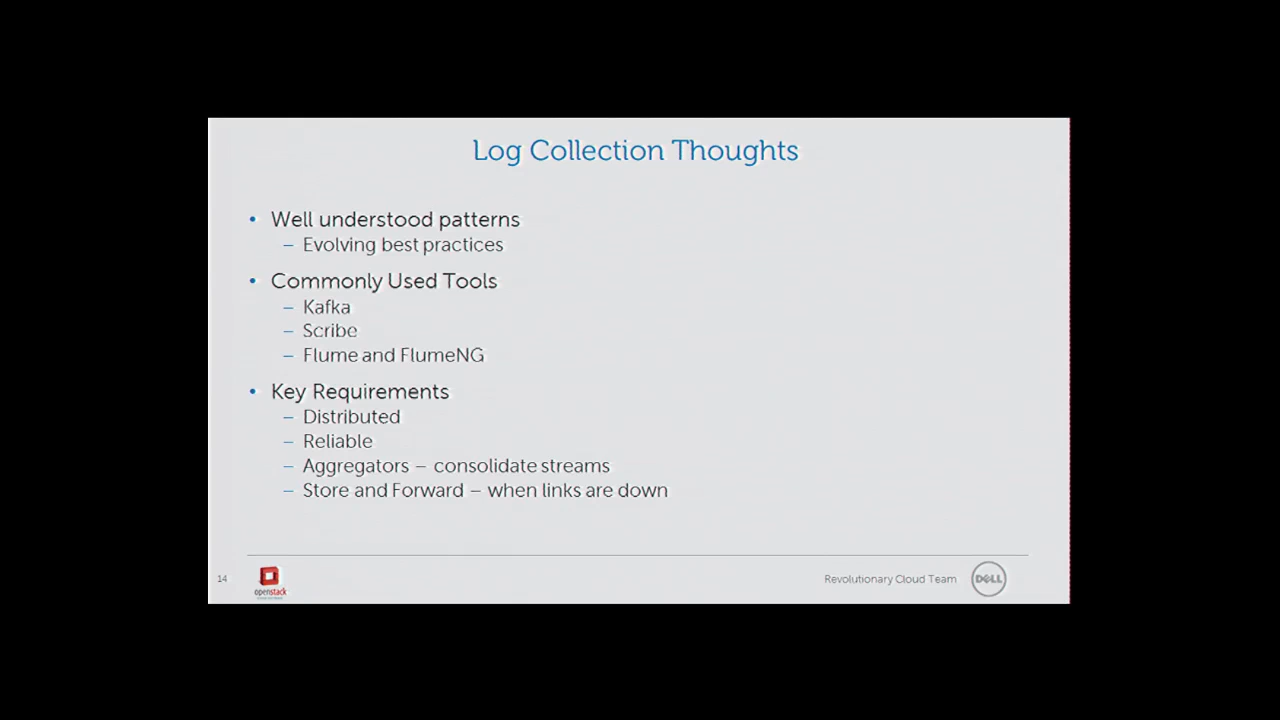 Log Collection Thoughts
• Well understood patterns
– Evolving best practices
• Commonly Used Tools
– Kafka
– Scribe
– Flume and FlumeNG
• Key Requirements
– Distributed
– Reliable
– Aggregators – consolidate streams
– Store and Forward – when links are down
14
openstack
Revolutionary Cloud Team
DELL